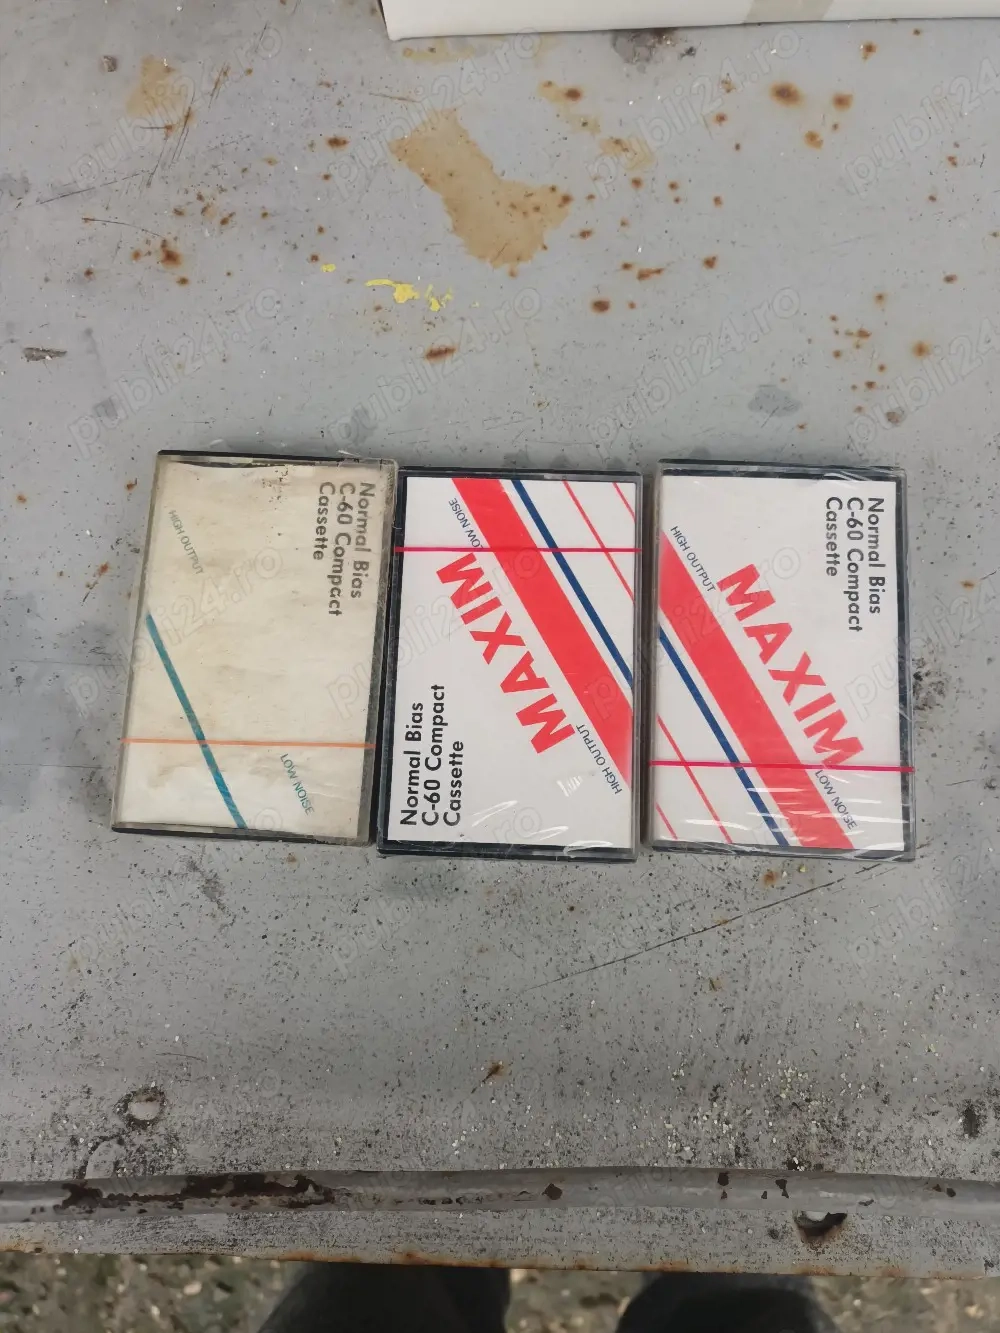 Normal Bias
C-60 Compact
Cassette
HIGH OUTPUT
LOW NOISE
LOW NOISE
MAXIM
HIGH OUTPUT
Normal Bias
C-60 Compact
Cassette
Normal Bias
C-60 Compact
Cassette
HIGH OUTPUT
MAXIM
LOW NOISE
publi24.ro